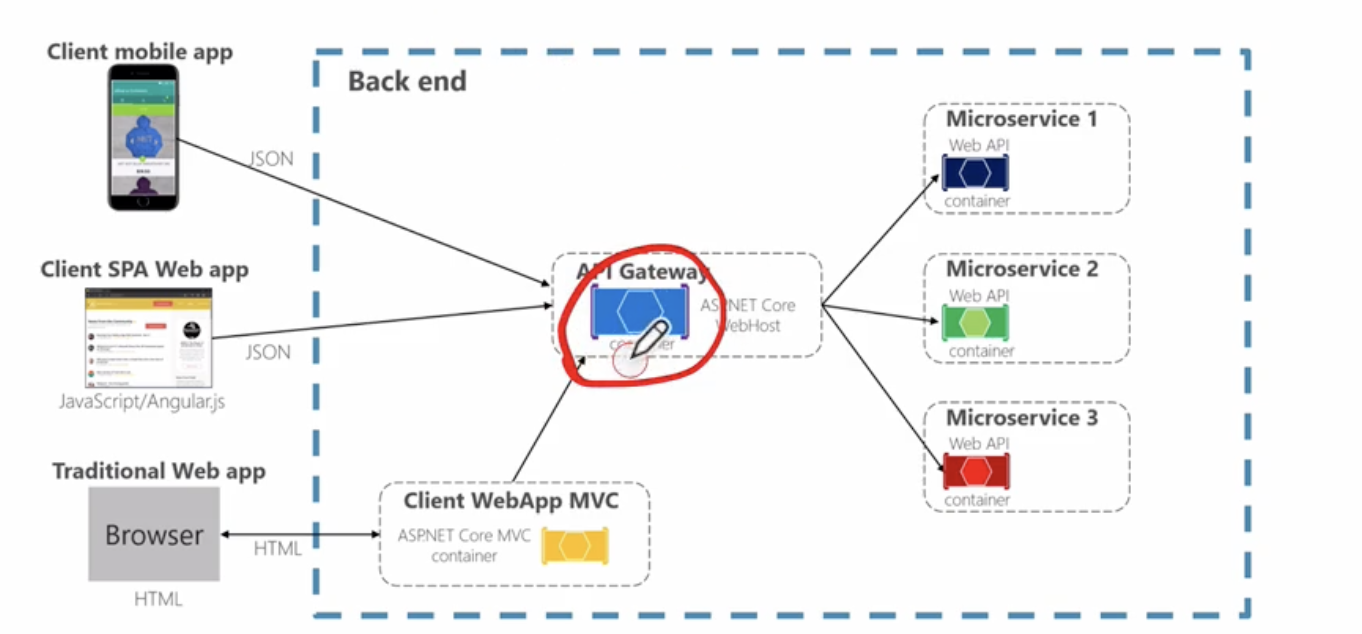 Client mobile app
Back end
JSON
Microservice 1
Web API
container
Client SPA Web app
JSON
JavaScript/Angular.js
API Gateway
ASP.NET Core
WebHost
container
Microservice 2
Web API
container
Microservice 3
Web API
container
Traditional Web app
Browser
HTML
HTML
Client WebApp MVC
ASP.NET Core MVC
container